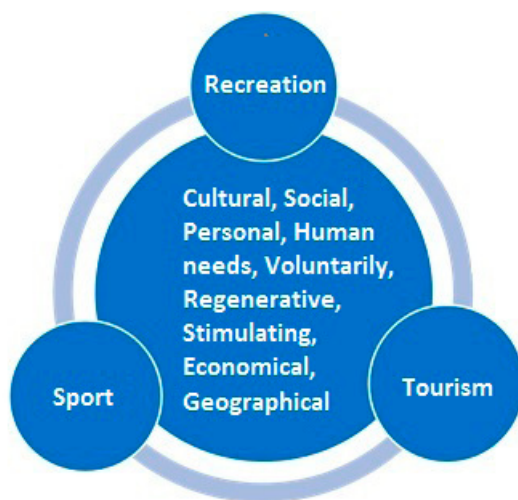 Recreation
Cultural, Social,
Personal, Human
needs, Voluntarily,
Regenerative,
Stimulating,
Economical,
Geographical
Sport
Tourism